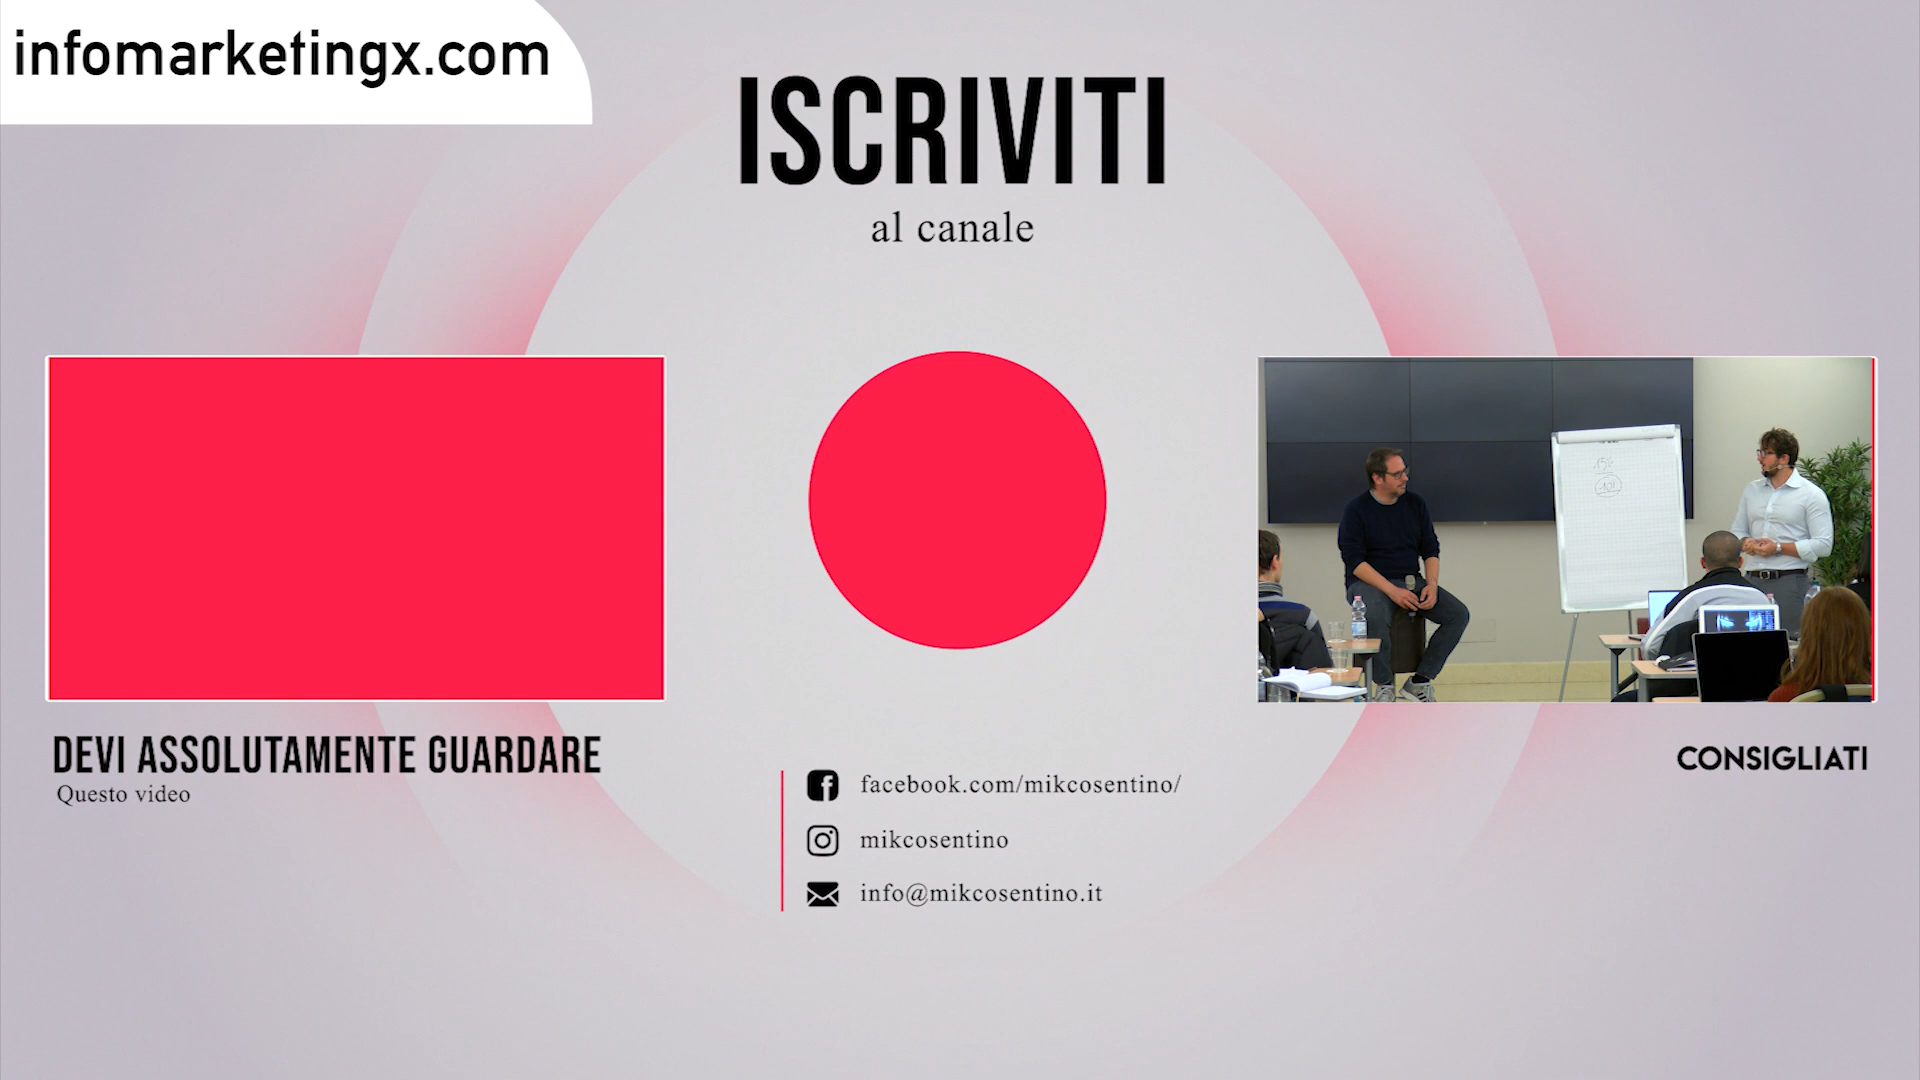 infomarketingx.com
ISCRIVITI
al canale
DEVI ASSOLUTAMENTE GUARDARE
Questo video
CONSIGLIATI
facebook.com/mikcosentino/
mikcosentino
info@mikcosentino.it